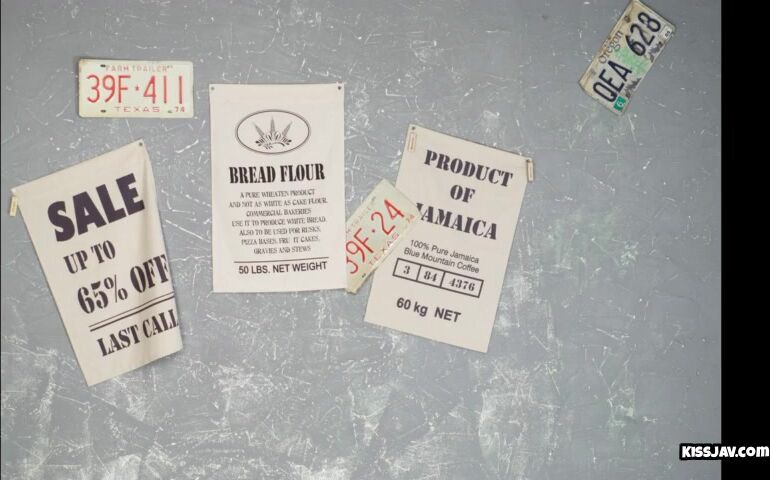 FARM TRAILER
39F·411
TEXAS 74
SALE
UP TO
65% OFF
LAST CALL
BREAD FLOUR
A PURE WHEATEN PRODUCT
AND NOT AS WHITE AS CAKE FLOUR.
COMMERCIAL BAKERIES
USE IT TO PRODUCE WHITE BREAD.
ALSO TO BE USED FOR RUSKS,
PIZZA BASES, FRUIT CAKES,
GRAVIES AND STEWS
50 LBS. NET WEIGHT
39F·24
PRODUCT
OF
JAMAICA
100% Pure Jamaica
Blue Mountain Coffee
3 84 4376
60 kg NET
Oregon
QEA 628
KISSJAV.COM